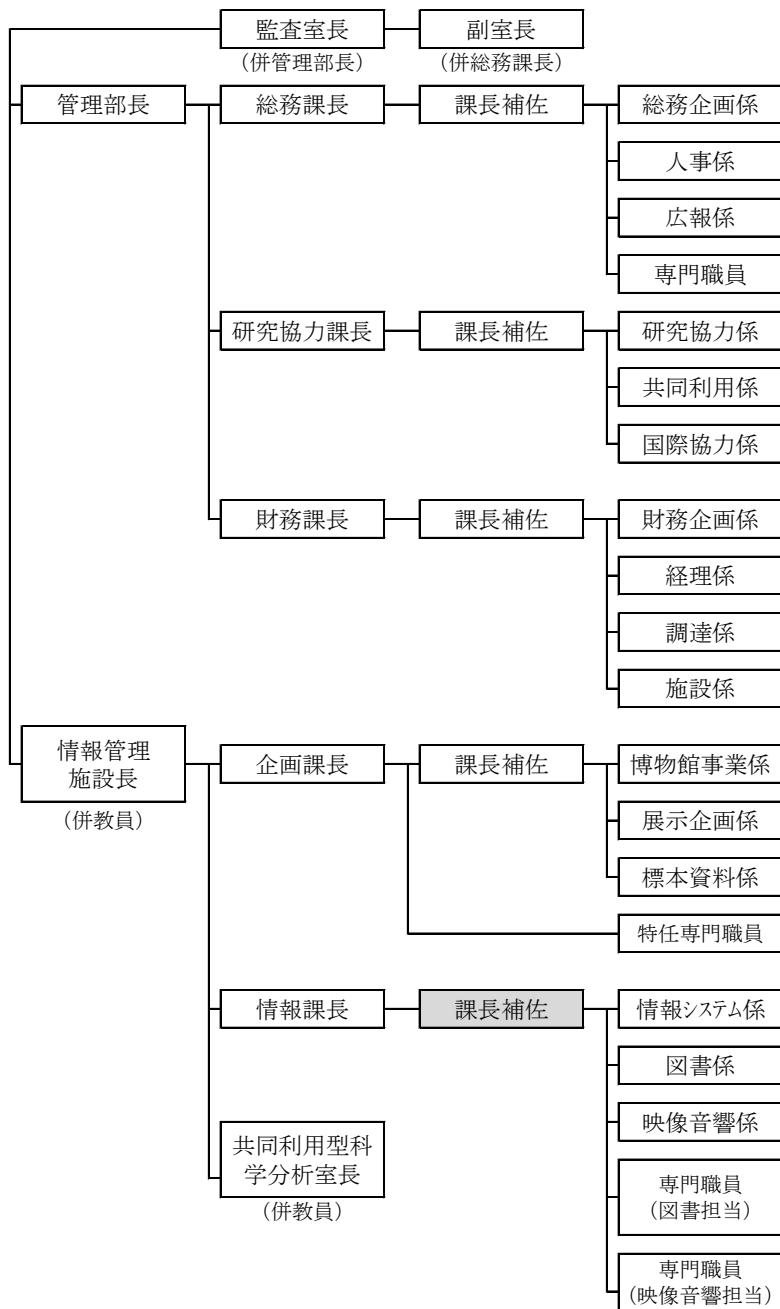 監査室長
副室長
（併管理部長）
（併総務課長）
管理部長
総務課長
課長補佐
総務企画係
人事係
広報係
専門職員
研究協力課長
課長補佐
研究協力係
共同利用係
国際協力係
財務課長
課長補佐
財務企画係
経理係
調達係
施設係
情報管理
施設長
（併教員）
企画課長
課長補佐
博物館事業係
展示企画係
標本資料係
特任専門職員
情報課長
課長補佐
情報システム係
図書係
映像音響係
共同利用型科
学分析室長
（併教員）
専門職員
（図書担当）
専門職員
（映像音響担当）